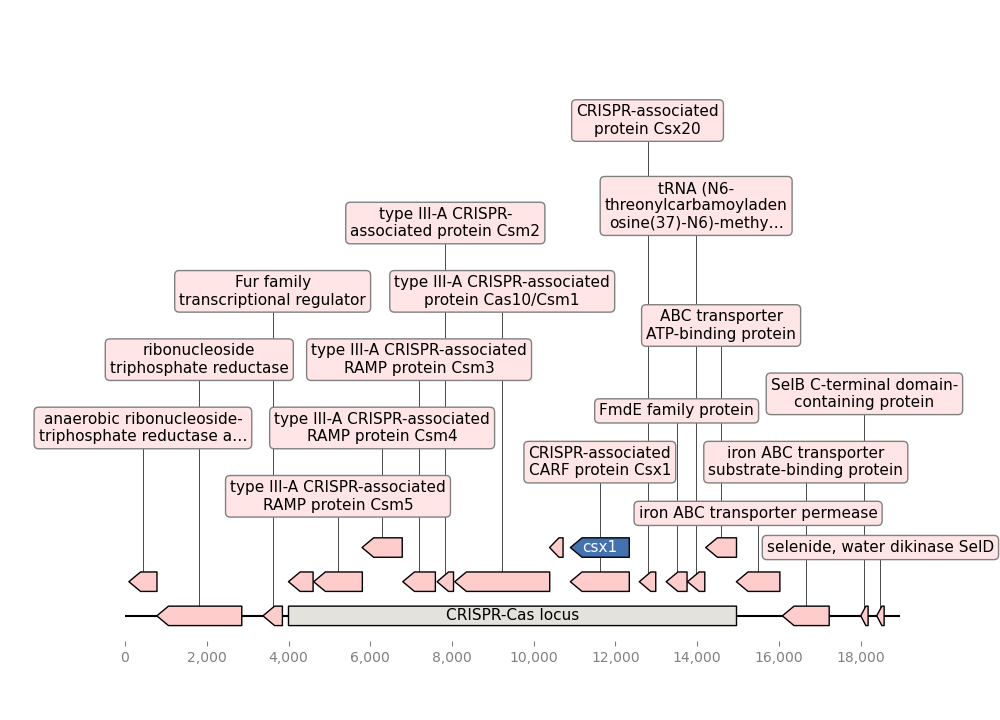 CRISPR-associated
protein Csx20
tRNA (N6-
threonylcarbamoyladen
osine(37)-N6)-methy…
type III-A CRISPR-
associated protein Csm2
Fur family
transcriptional regulator
type III-A CRISPR-associated
protein Cas10/Csm1
ABC transporter
ATP-binding protein
ribonucleoside
triphosphate reductase
type III-A CRISPR-associated
RAMP protein Csm3
SelB C-terminal domain-
containing protein
FmdE family protein
anaerobic ribonucleoside-
triphosphate reductase a…
type III-A CRISPR-associated
RAMP protein Csm4
CRISPR-associated
CARF protein Csx1
iron ABC transporter
substrate-binding protein
type III-A CRISPR-associated
RAMP protein Csm5
iron ABC transporter permease
csx1
selenide, water dikinase SelD
CRISPR-Cas locus
0
2,000
4,000
6,000
8,000
10,000
12,000
14,000
16,000
18,000